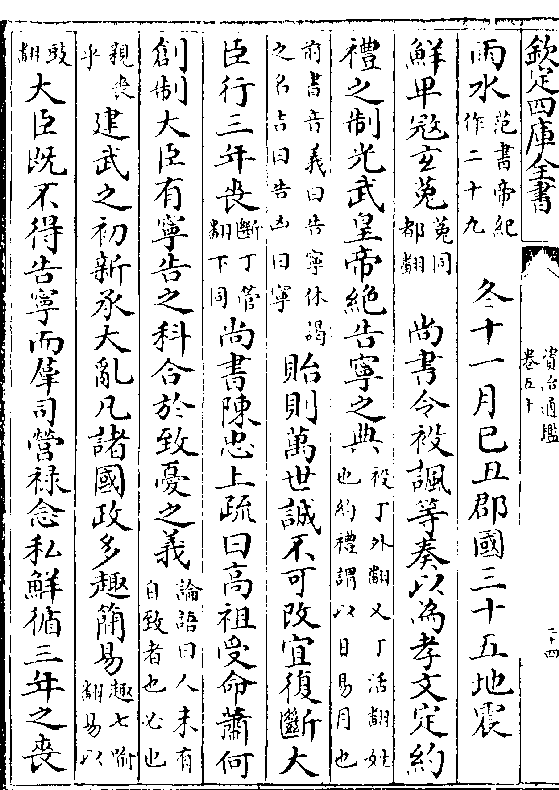 欽定四庫全書
資治通鑑
卷五十
二十四
雨水范書帝紀作二十九冬十一月己丑郡國三十五地震
鮮卑寇玄菟菟同都翻尚書令祋諷等奏以為孝文定約
禮之制光武皇帝絶告寧之典祋丁外翻又丁活翻姓也約禮謂以日易月也
前書音義曰告寧休謁之名吉曰告凶曰寧貽則萬世誠不可改宜復斷大
臣行三年喪斷丁管翻下同尚書陳忠上疏曰高祖受命蕭何
創制大臣有寧告之科合於致憂之義論語曰人未有自致者也必也
親喪乎建武之初新承大亂凡諸國政多趣簡易趣七喻翻易以
豉翻大臣既不得告寧而羣司營禄念私鮮循三年之喪